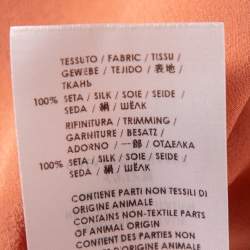 TESSUTO / FABRIC / TISSU /
GEWEBE / TEJIDO / 表地 /
ТКАНЬ
100% SETA / SILK / SOIE / SEIDE /
SEDA / 絹 / ШЁЛК
RIFINITURA / TRIMMING /
GARNITURE / BESATZ /
ADORNO / 一部 / ОТДЕЛКА
100% SETA / SILK / SOIE / SEIDE /
SEDA / 絹 / ШЁЛК
CONTIENE PARTI NON TESSILI DI
ORIGINE ANIMALE
CONTAINS NON-TEXTILE PARTS
OF ANIMAL ORIGIN
CONTIENT DES PARTIES NON